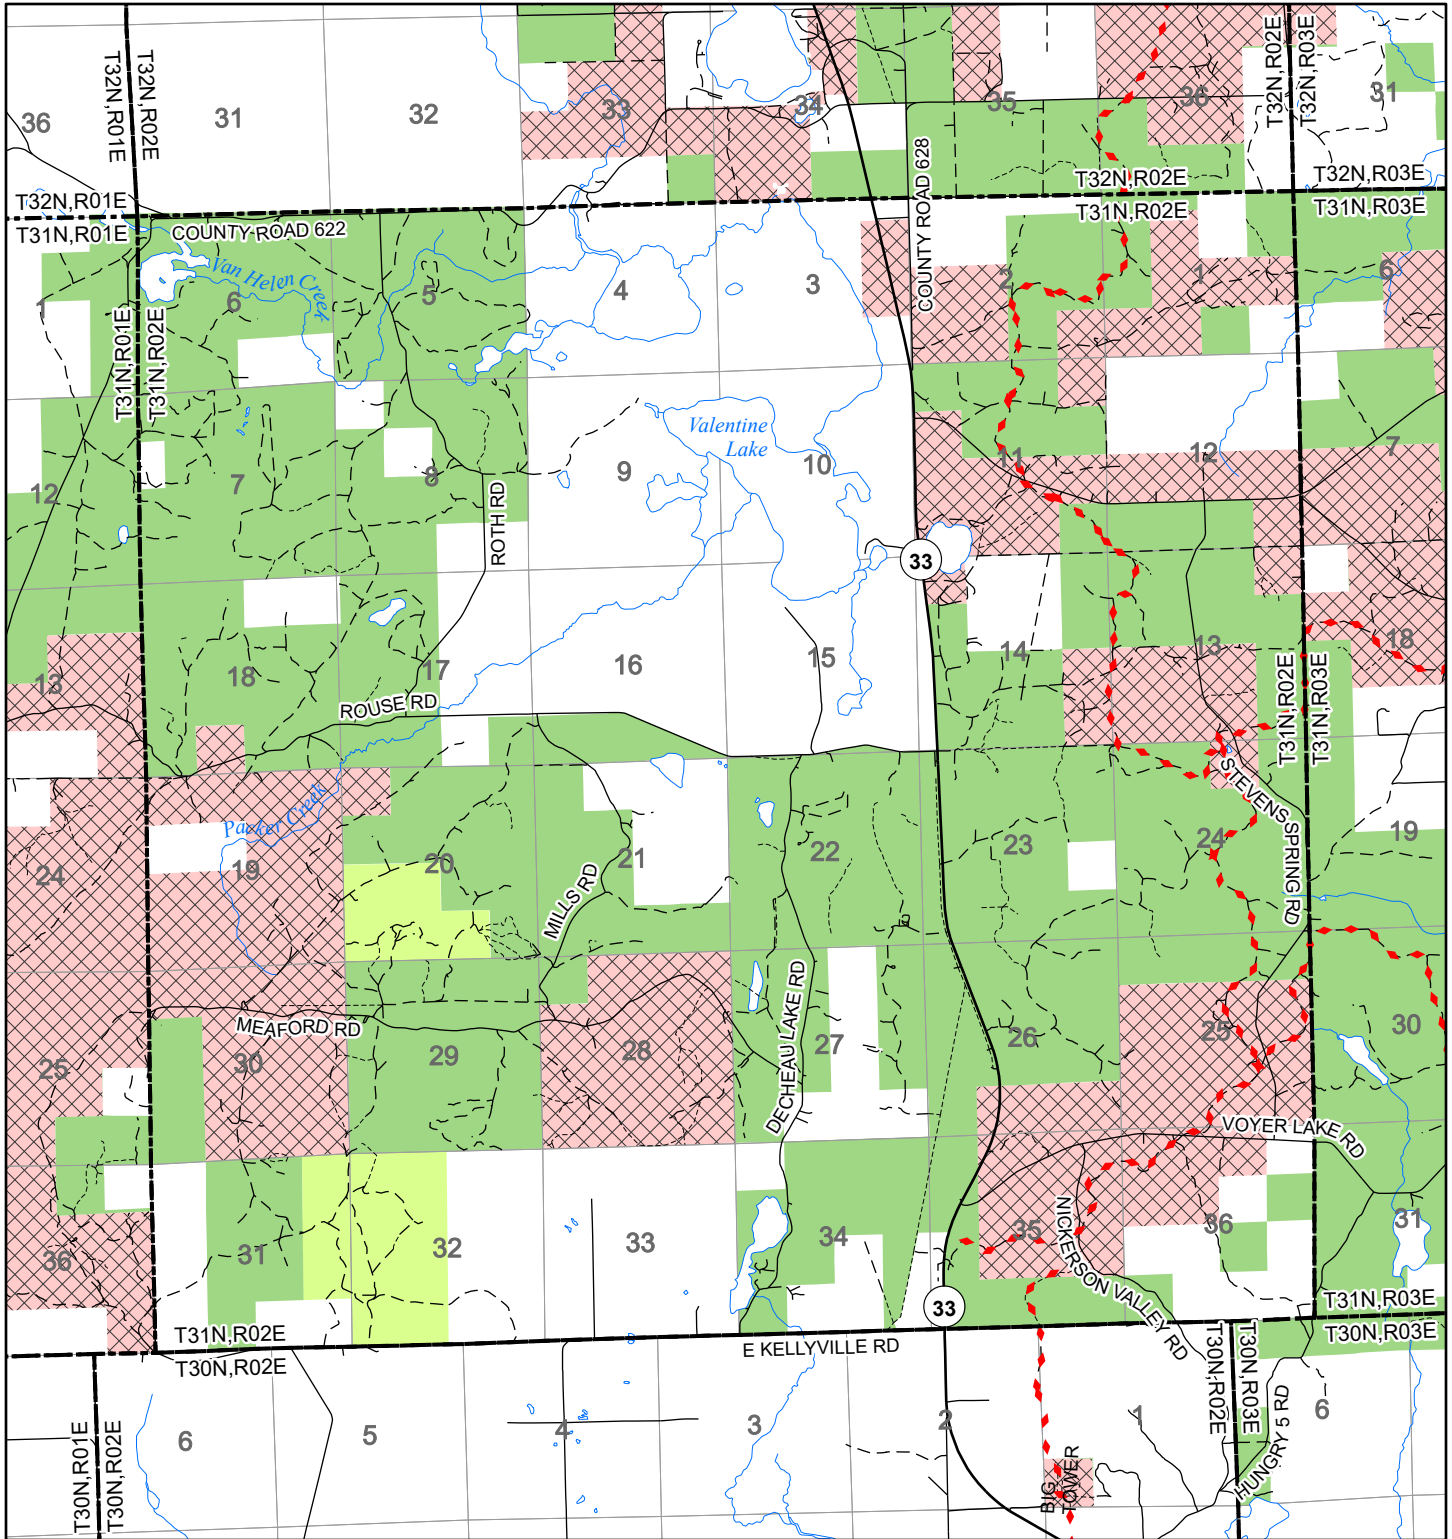 T32N,R01E
T32N,R02E
T32N,R02E
T32N,R03E
36
31
32
33
34
35
36
31
COUNTY ROAD 628
T32N,R01E
T31N,R01E
T32N,R02E
T31N,R02E
T32N,R03E
T31N,R03E
COUNTY ROAD 622
Van Helen Creek
1
6
5
4
3
2
1
6
T31N,R01E
T31N,R02E
Valentine
Lake
12
7
8
9
10
11
12
7
ROTH RD
33
13
18
17
16
15
14
13
18
ROUSE RD
T31N,R02E
T31N,R03E
STEVENS SPRING RD
Packer Creek
24
19
20
21
22
23
24
19
MILLS RD
DECHEAU LAKE RD
MEAFORD RD
25
30
29
28
27
26
25
30
VOYER LAKE RD
NICKERSON VALLEY RD
36
31
32
33
34
35
36
31
33
T31N,R02E
T30N,R02E
E KELLYVILLE RD
T31N,R03E
T30N,R03E
T30N,R02E
T30N,R03E
HUNGRY 5 RD
T30N,R01E
T30N,R02E
6
5
4
3
2
1
6
BIG
TOWER